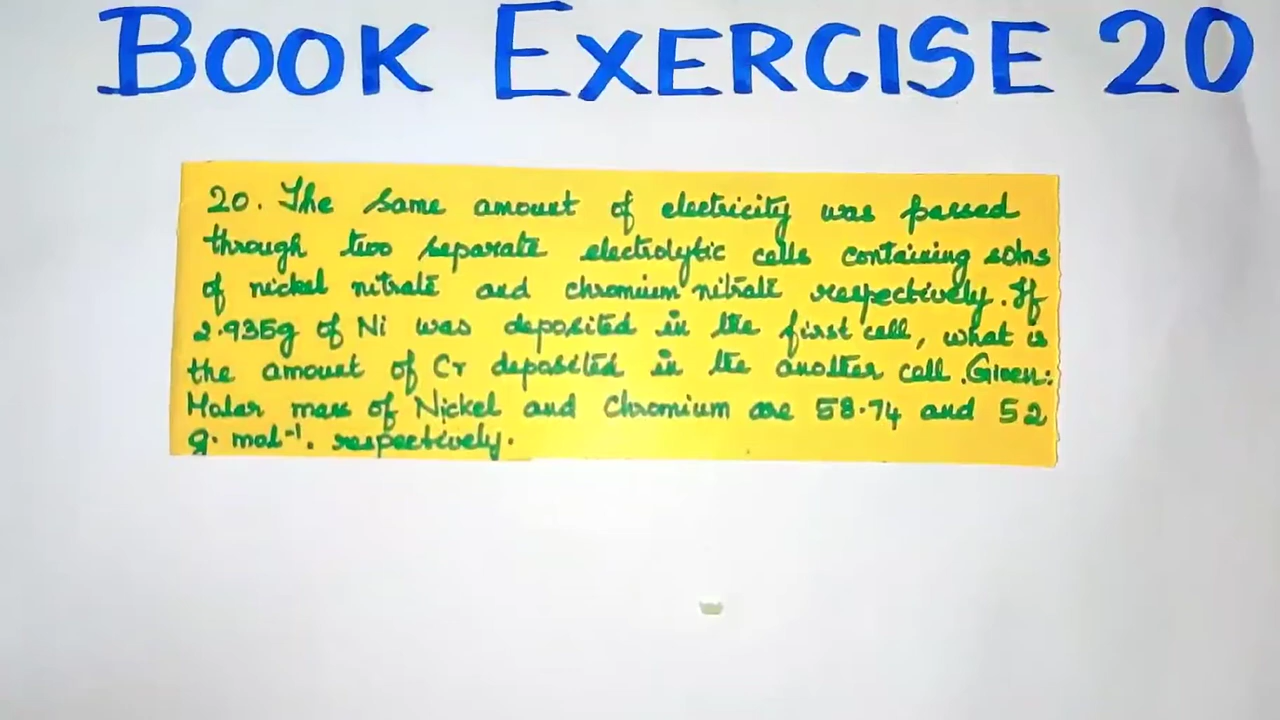 BOOK EXERCISE 20
20. The same amount of electricity was passed
through two separate electrolytic cells containing solns
of nickel nitrate and chromium nitrate respectively. If
2.935g of Ni was deposited in the first cell, what is
the amount of Cr deposited in the another cell. Given:
Molar mass of Nickel and Chromium are 58.74 and 52
g. mol⁻¹. respectively.